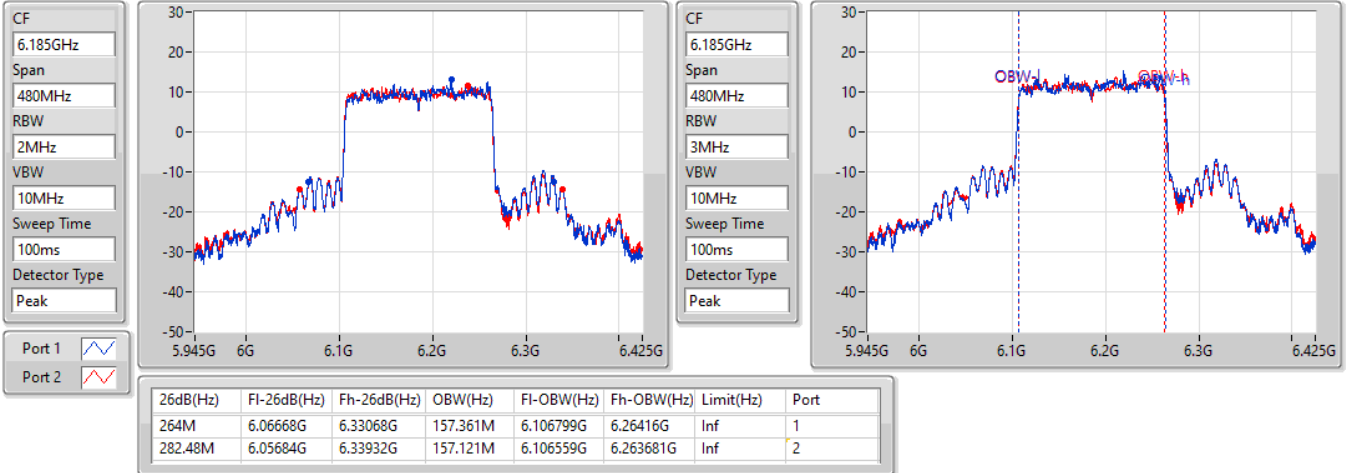 CF
6.185GHz
Span
480MHz
RBW
2MHz
VBW
10MHz
Sweep Time
100ms
Detector Type
Peak
Port 1
Port 2
30
20
10
0
-10
-20
-30
-40
-50
5.945G 6G 6.1G 6.2G 6.3G 6.425G
CF
6.185GHz
Span
480MHz
RBW
3MHz
VBW
10MHz
Sweep Time
100ms
Detector Type
Peak
30
20
10
0
-10
-20
-30
-40
-50
OBW-l OBW-h
5.945G 6G 6.1G 6.2G 6.3G 6.425G
26dB(Hz) Fl-26dB(Hz) Fh-26dB(Hz) OBW(Hz) Fl-OBW(Hz) Fh-OBW(Hz) Limit(Hz) Port
264M 6.06668G 6.33068G 157.361M 6.106799G 6.26416G Inf 1
282.48M 6.05684G 6.33932G 157.121M 6.106559G 6.263681G Inf 2